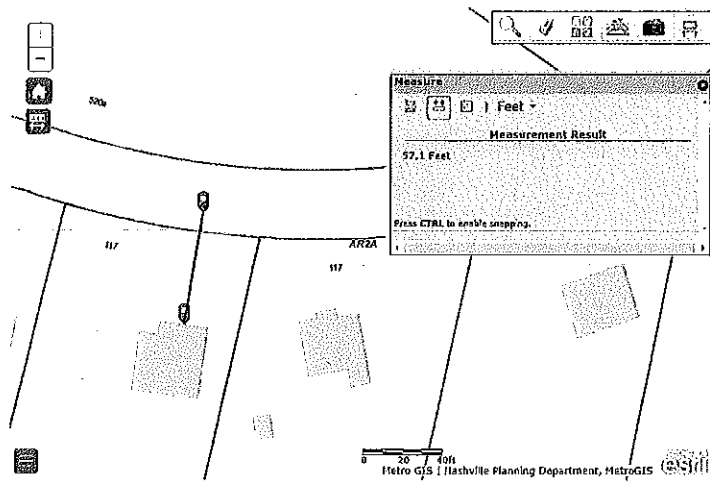 Measure
Feet
Measurement Result
57.1 Feet
Press CTRL to enable snapping.
117
AR2A
117
0 20 40ft
Metro GIS | Nashville Planning Department, MetroGIS
esri